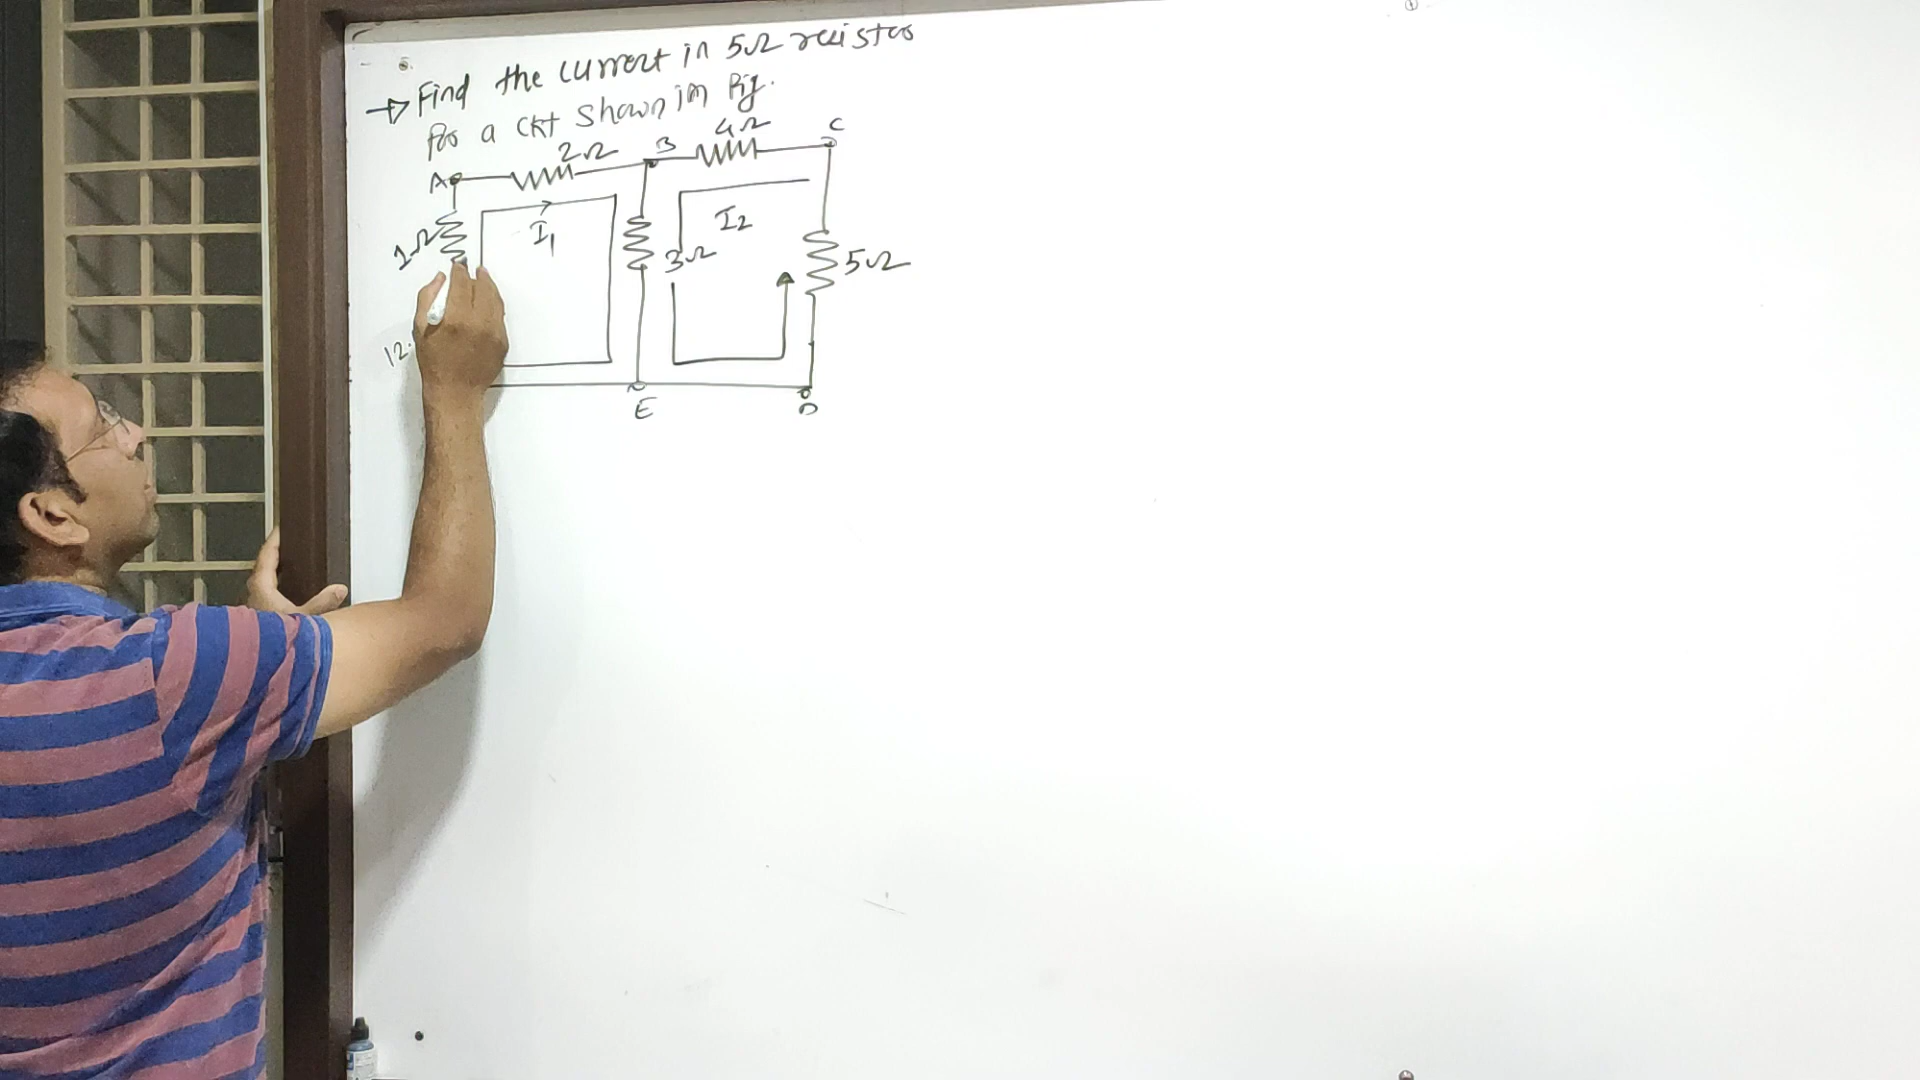 → Find the current in 5Ω resistor
for a ckt shown in fig.
2Ω
B
4Ω
C
A
1Ω
I1
3Ω
I2
5Ω
12
E
D